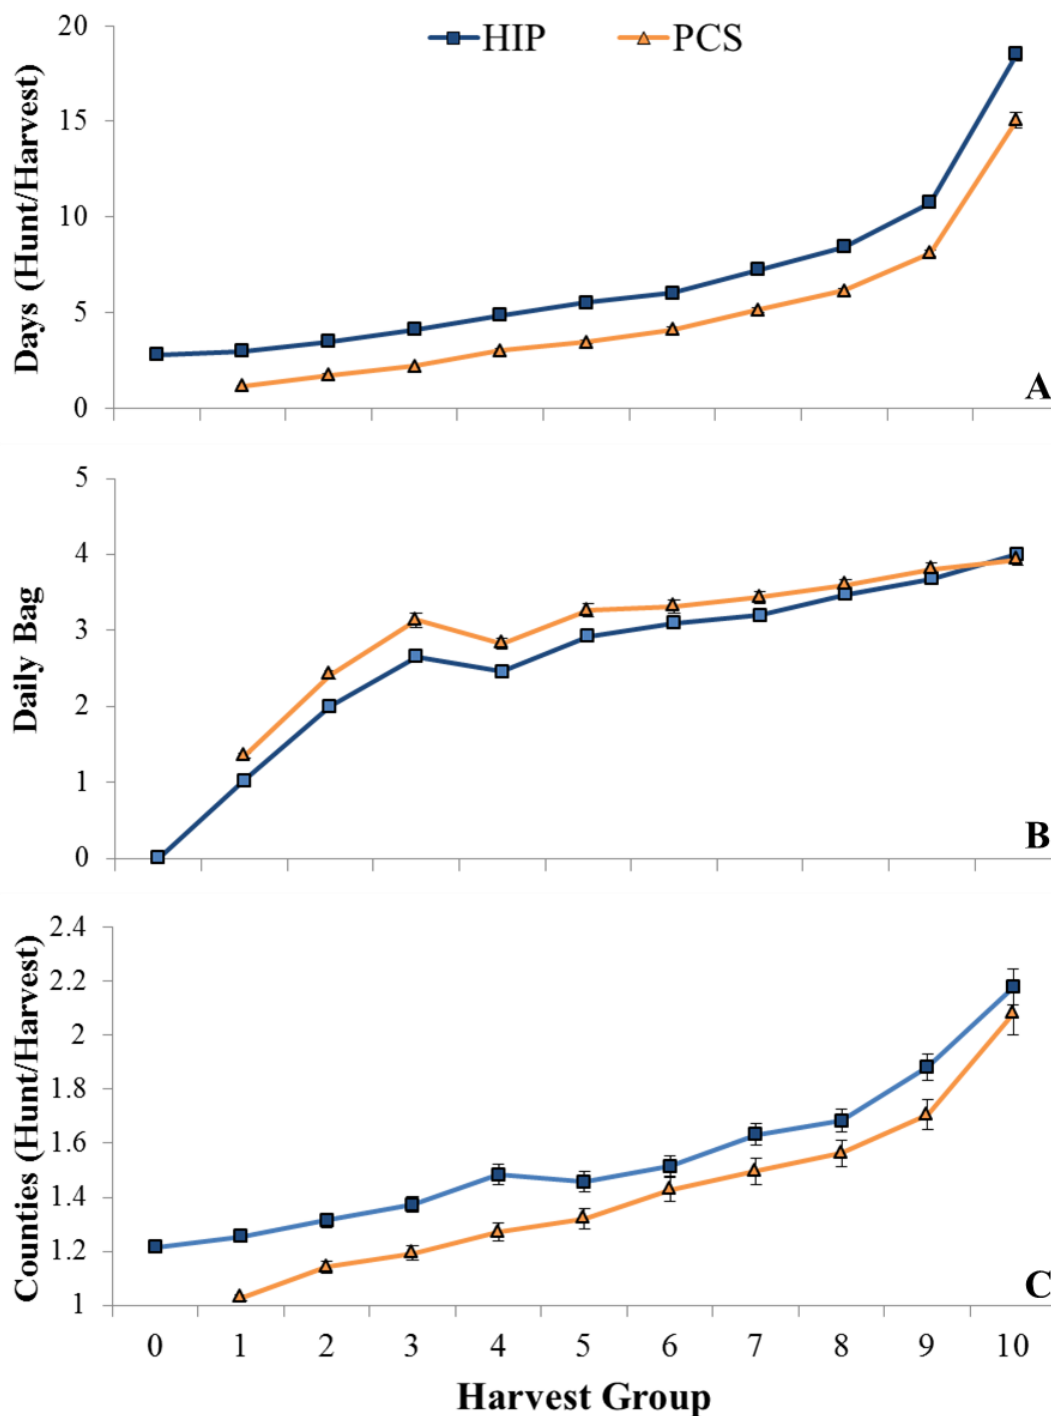 HIP PCS
Days (Hunt/Harvest)
20
15
10
5
0
A
Daily Bag
5
4
3
2
1
0
B
Counties (Hunt/Harvest)
2.4
2.2
2
1.8
1.6
1.4
1.2
1
C
0 1 2 3 4 5 6 7 8 9 10
Harvest Group